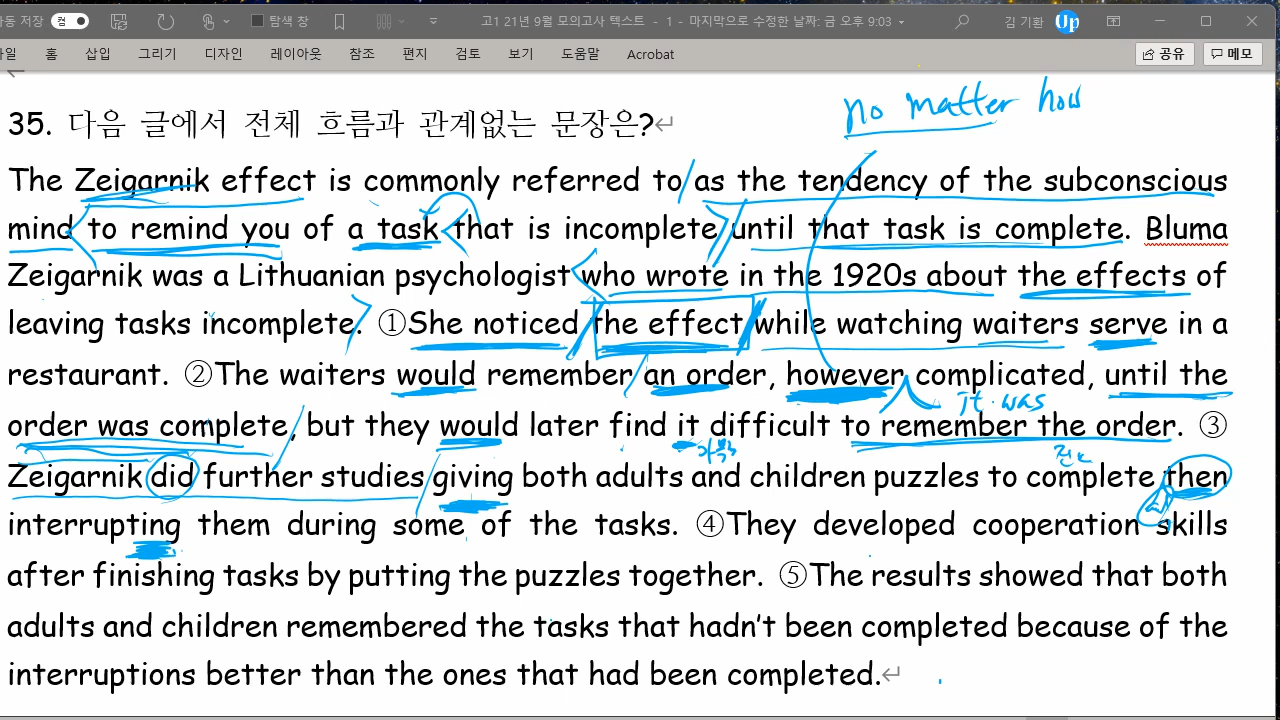 동 저장 컴 탐색 창 고1 21년 9월 모의고사 텍스트 - 1 - 마지막으로 수정한 날짜: 금 오후 9:03 김 기환 Up
일 홈 삽입 그리기 디자인 레이아웃 참조 편지 검토 보기 도움말 Acrobat 공유 메모
no matter how
35. 다음 글에서 전체 흐름과 관계없는 문장은?
The Zeigarnik effect is commonly referred to as the tendency of the subconscious
mind to remind you of a task that is incomplete until that task is complete. Bluma
Zeigarnik was a Lithuanian psychologist who wrote in the 1920s about the effects of
leaving tasks incomplete. ①She noticed the effect while watching waiters serve in a
restaurant. ②The waiters would remember an order, however complicated, until the
it was
order was complete, but they would later find it difficult to remember the order. ③
Zeigarnik did further studies giving both adults and children puzzles to complete then
interrupting them during some of the tasks. ④They developed cooperation skills
after finishing tasks by putting the puzzles together. ⑤The results showed that both
adults and children remembered the tasks that hadn't been completed because of the
interruptions better than the ones that had been completed.